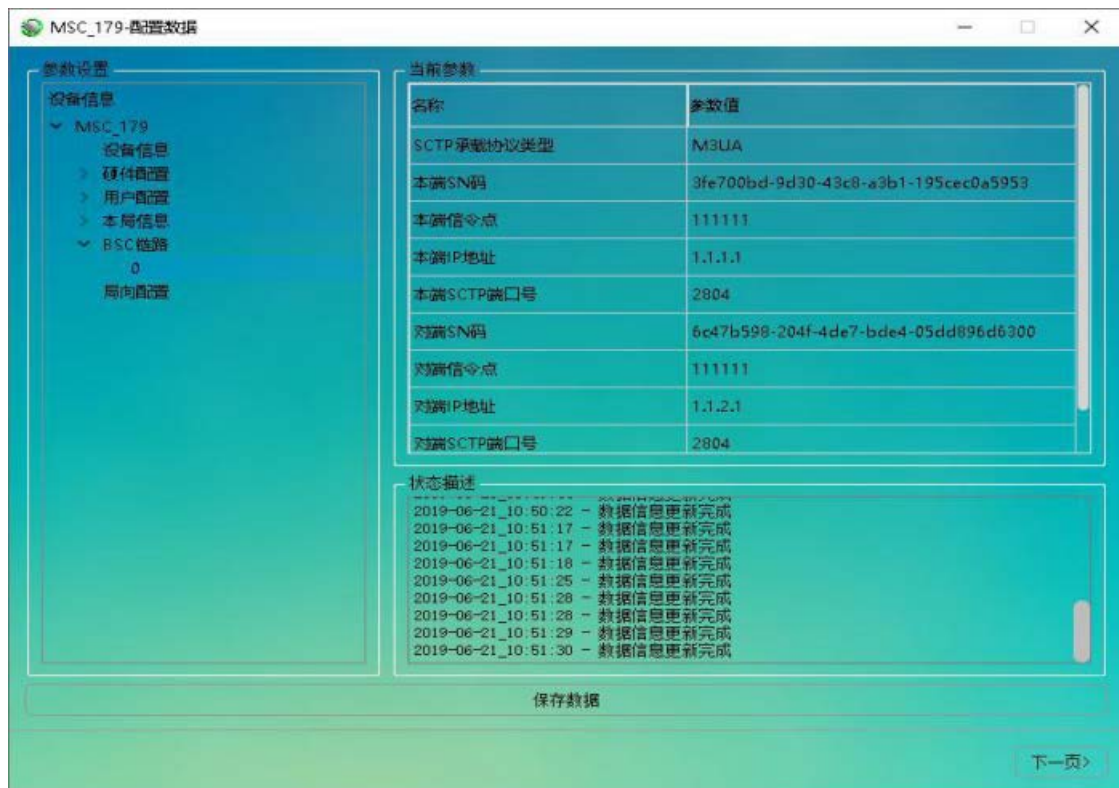 MSC_179-配置数据
参数设置
设备信息
MSC_179
设备信息
硬件配置
用户配置
本局信息
BSC链路
0
局向配置
当前参数
名称 参数值
SCTP承载协议类型 M3UA
本端SN码 3fe700bd-9d30-43c8-a3b1-195cec0a5953
本端信令点 111111
本端IP地址 1.1.1.1
本端SCTP端口号 2804
对端SN码 6c47b598-204f-4de7-bde4-05dd896d6300
对端信令点 111111
对端IP地址 1.1.2.1
对端SCTP端口号 2804
状态描述
2019-06-21_10:50:22 - 数据信息更新完成
2019-06-21_10:51:17 - 数据信息更新完成
2019-06-21_10:51:17 - 数据信息更新完成
2019-06-21_10:51:18 - 数据信息更新完成
2019-06-21_10:51:25 - 数据信息更新完成
2019-06-21_10:51:28 - 数据信息更新完成
2019-06-21_10:51:28 - 数据信息更新完成
2019-06-21_10:51:29 - 数据信息更新完成
2019-06-21_10:51:30 - 数据信息更新完成
保存数据
下一页>